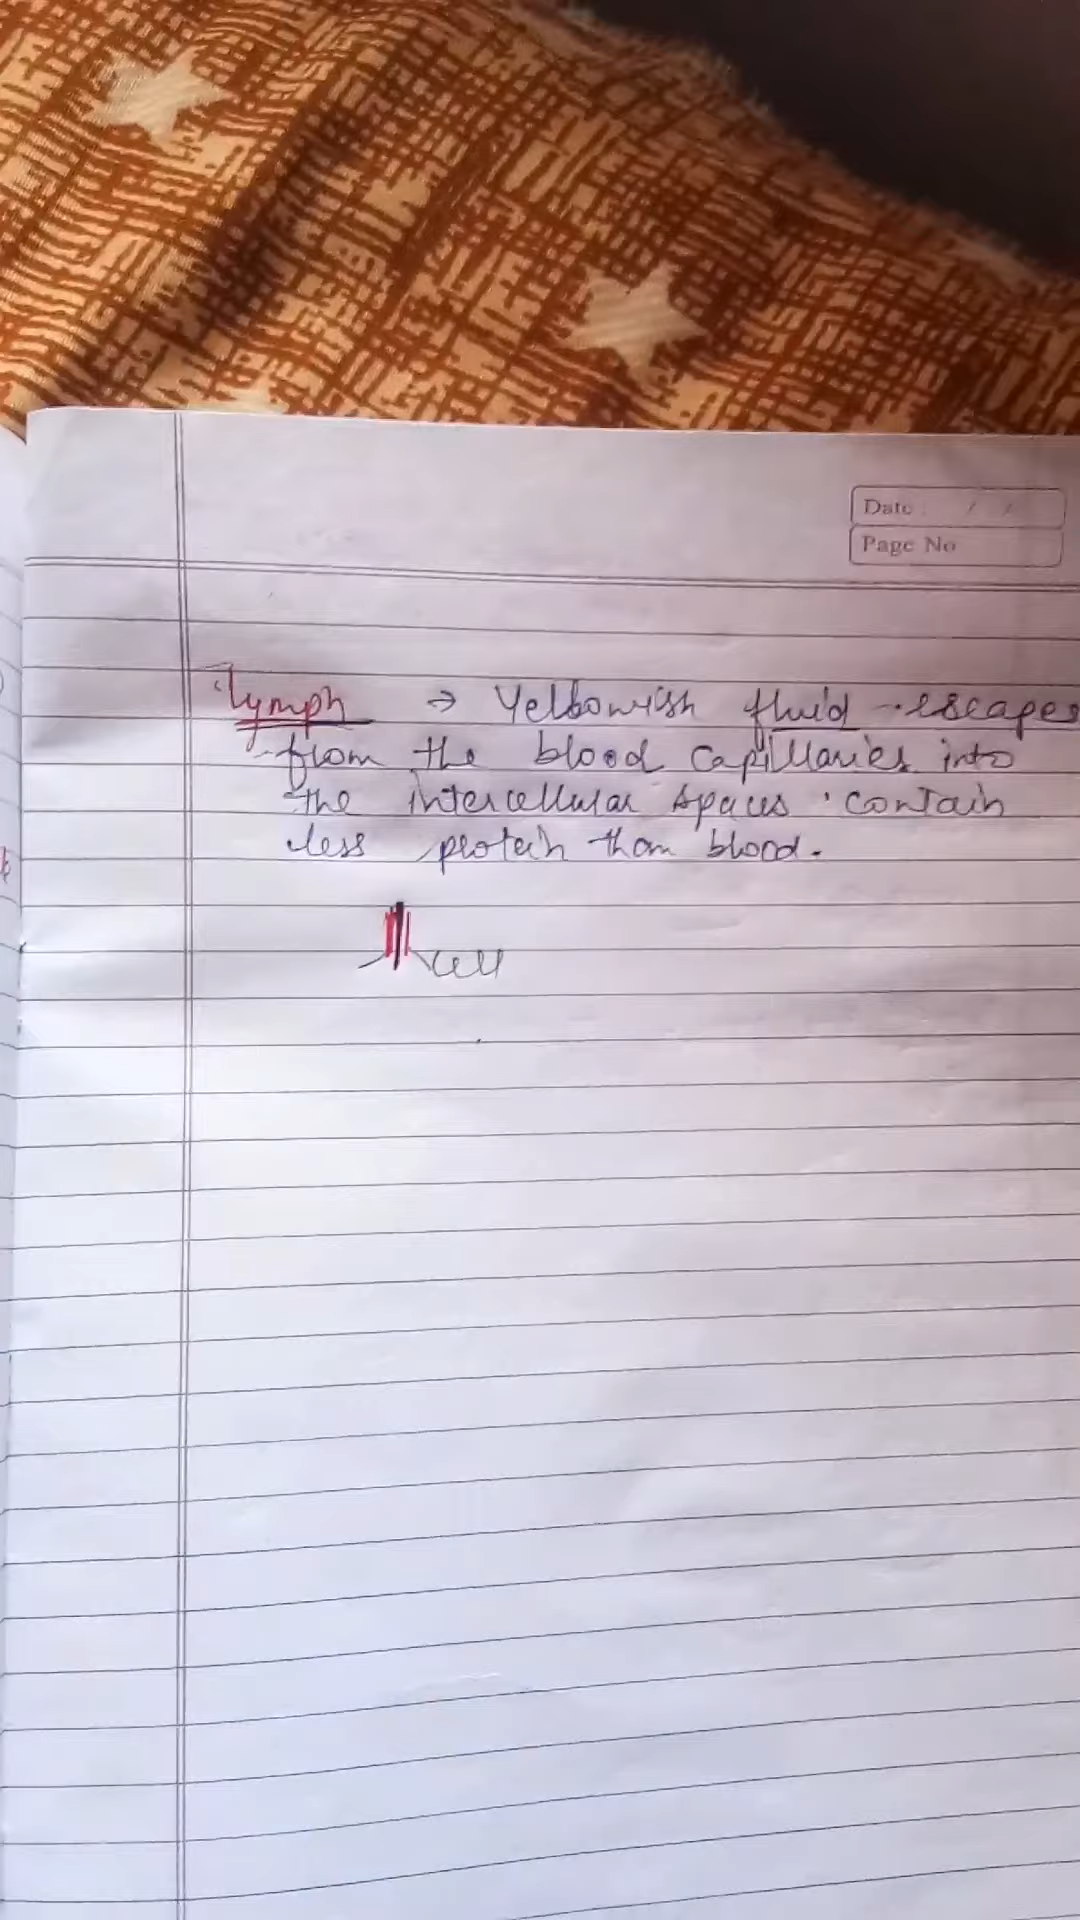 Date : / /
Page No
Lymph → Yellowish fluid escapes
from the blood capillaries into
the intercellular spaces . contain
less protein than blood.
cell